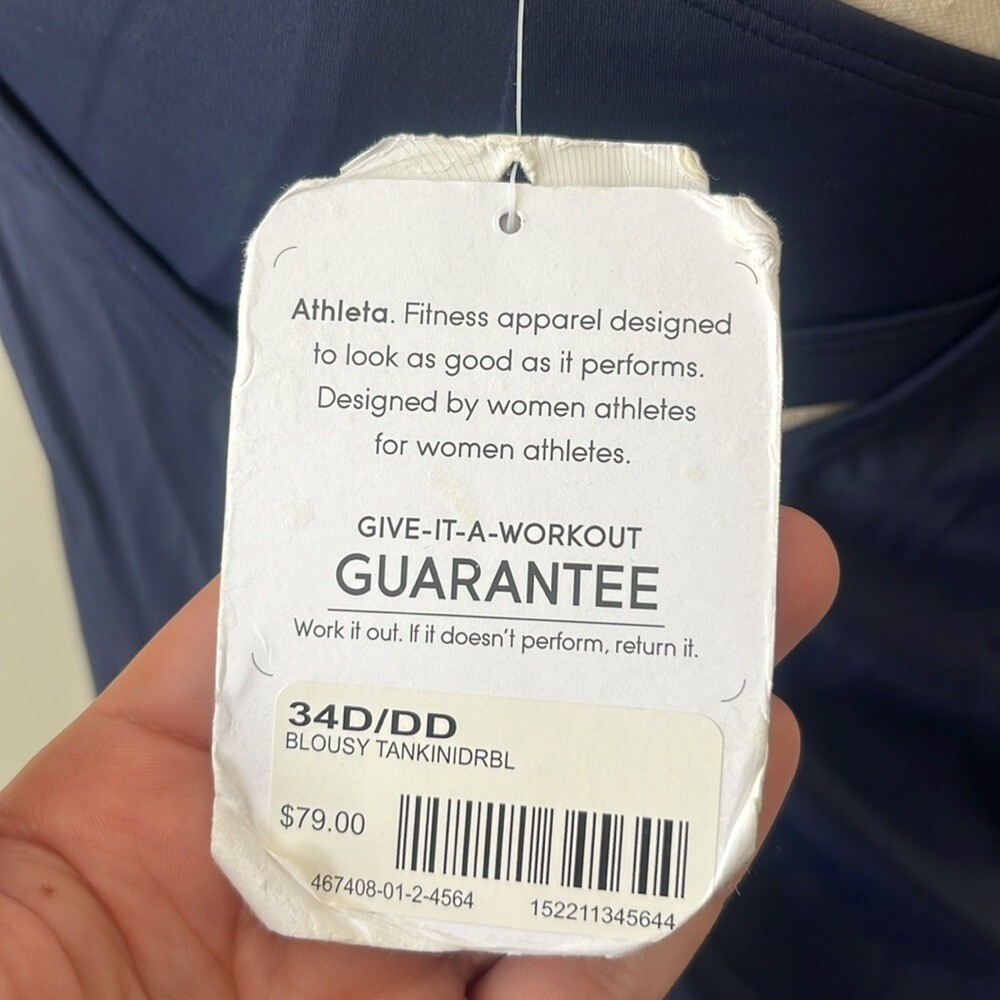 Athleta. Fitness apparel designed
to look as good as it performs.
Designed by women athletes
for women athletes.
GIVE-IT-A-WORKOUT
GUARANTEE
Work it out. If it doesn't perform, return it.
34D/DD
BLOUSY TANKINIDRBL
$79.00
467408-01-2-4564
152211345644